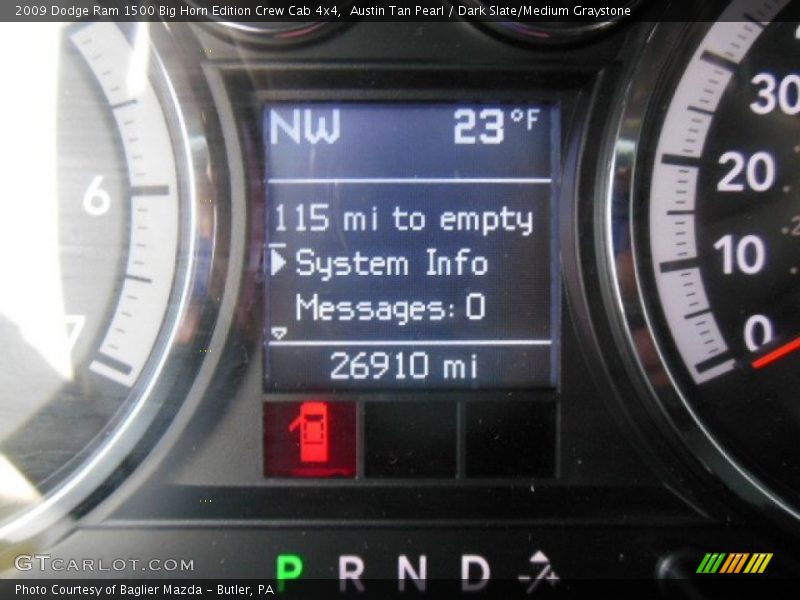 2009 Dodge Ram 1500 Big Horn Edition Crew Cab 4x4, Austin Tan Pearl / Dark Slate/Medium Graystone
NW 23°F
115 mi to empty
System Info
Messages: 0
26910 mi
6
7
30
20
10
0
P R N D -/+
GTCARLOT.COM
Photo Courtesy of Baglier Mazda - Butler, PA